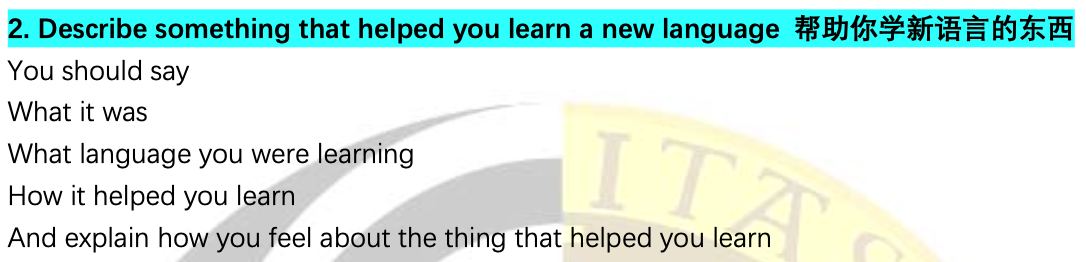 2. Describe something that helped you learn a new language 帮助你学新语言的东西
You should say
What it was
What language you were learning
How it helped you learn
And explain how you feel about the thing that helped you learn
ITAS